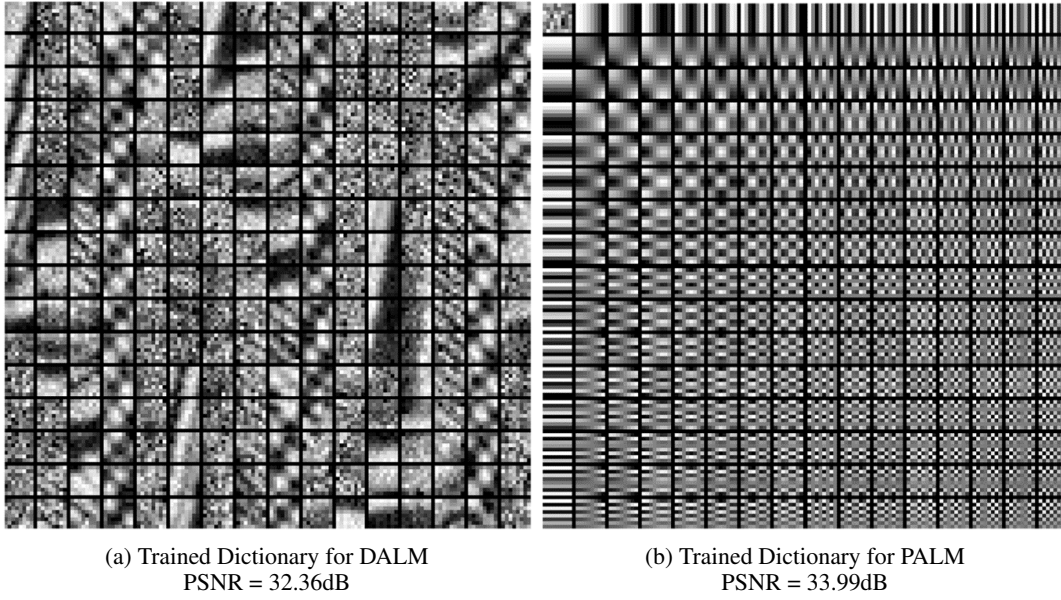 (a) Trained Dictionary for DALM
PSNR = 32.36dB
(b) Trained Dictionary for PALM
PSNR = 33.99dB